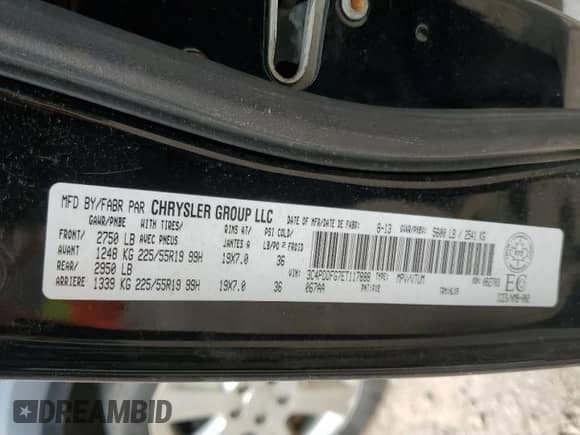 MFD BY/FABR PAR CHRYSLER GROUP LLC
DATE OF MFR/DATE DE FABR: 8-13 GVWR/PNBV: 5600 LB / 2541 KG
GAWR/PNBE WITH TIRES/ RIMS AT/ PSI COLD/
FRONT/ 2750 LB AVEC PNEUS JANTES A LB/PO² FROID
AVANT 1248 KG 225/55R19 99H 19X7.0 36
REAR/ 2950 LB
ARRIERE 1339 KG 225/55R19 99H 19X7.0 36
VIN: TYPE: MPV/VTUM
067AA
EC
DREAMBID